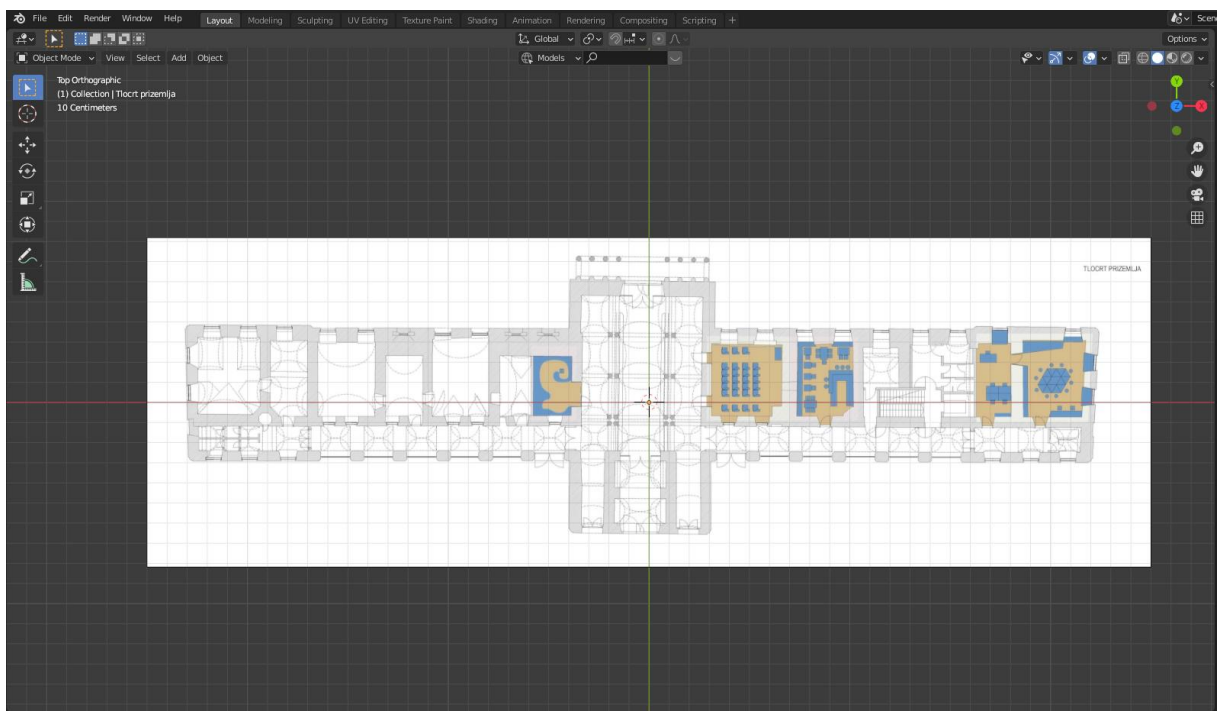 File Edit Render Window Help Layout Modeling Sculpting UV Editing Texture Paint Shading Animation Rendering Compositing Scripting + Scen
Global Options
Object Mode View Select Add Object Models
Top Orthographic
(1) Collection | Tlocrt prizemlja
10 Centimeters
Y
Z X
TLOCRT PRIZEMLJA